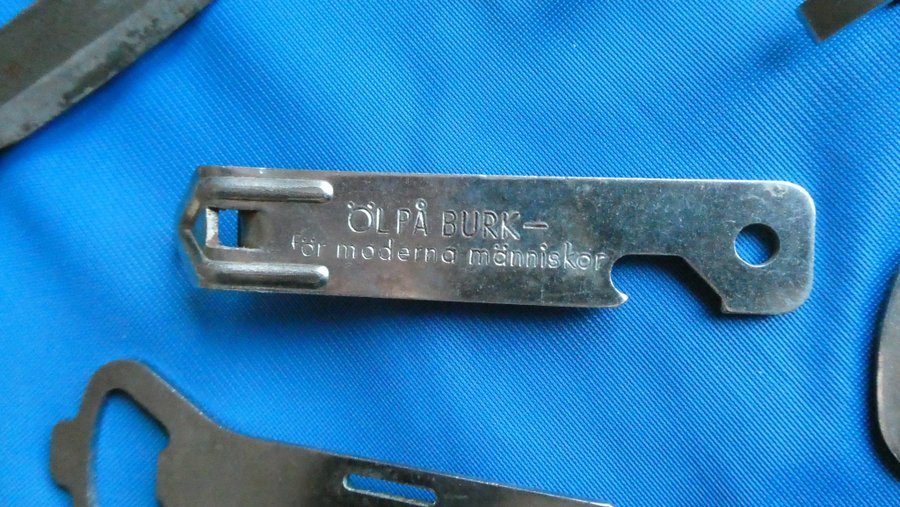 ÖL PÅ BURK–
för moderna människor